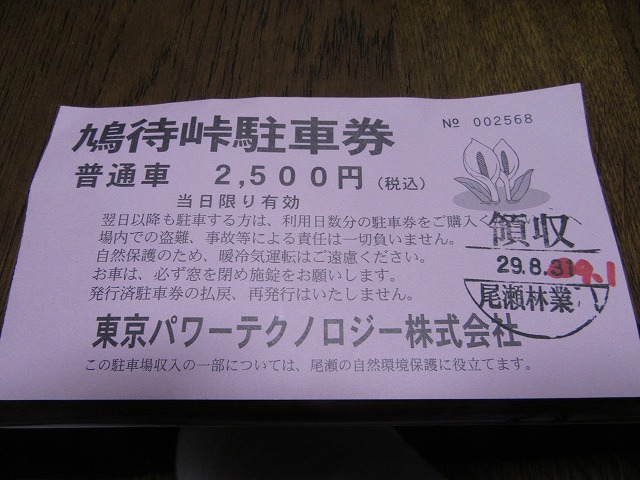 鳩待峠駐車券
№ 002568
普通車 2,500円(税込)
当日限り有効
翌日以降も駐車する方は、利用日数分の駐車券をご購入く
場内での盗難、事故等による責任は一切負いません。
自然保護のため、暖冷気運転はご遠慮ください。
お車は、必ず窓を閉め施錠をお願いします。
発行済駐車券の払戻、再発行はいたしません。
領収
29.8.31
9.1
尾瀬林業
東京パワーテクノロジー株式会社
この駐車場収入の一部については、尾瀬の自然環境保護に役立てます。